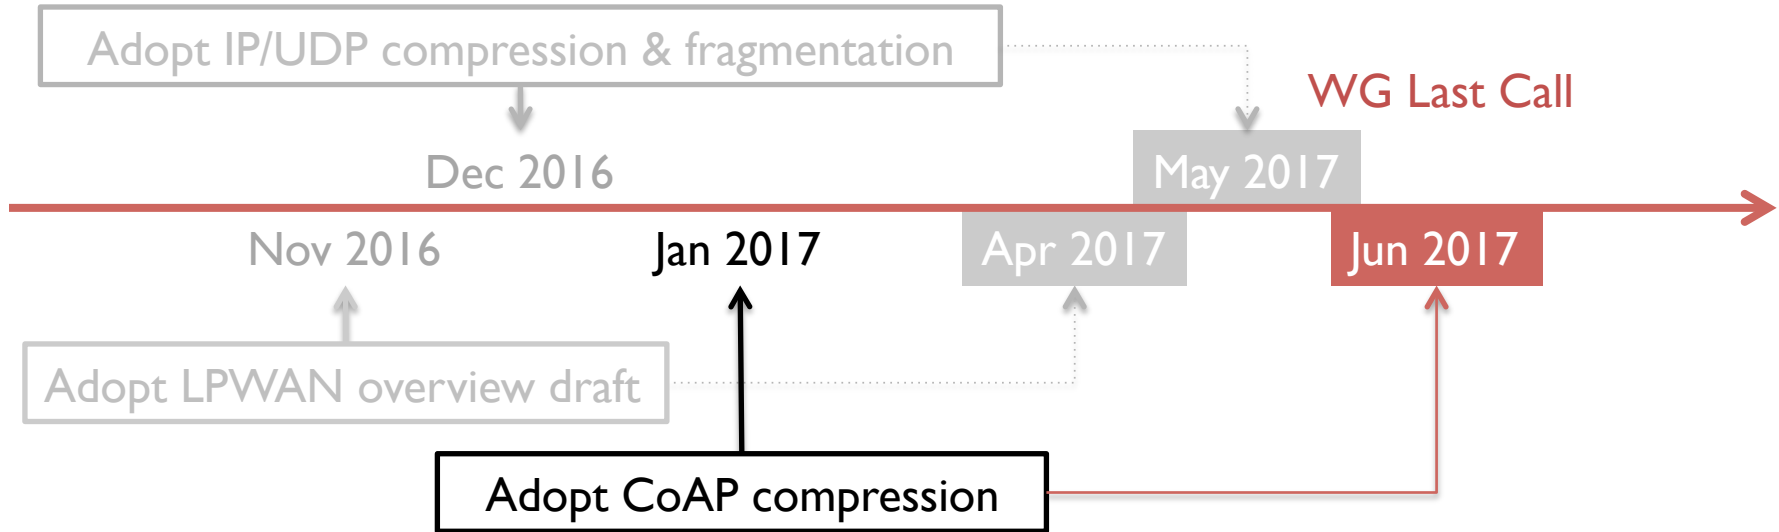 Adopt IP/UDP compression & fragmentation
WG Last Call
Dec 2016
May 2017
Nov 2016
Jan 2017
Apr 2017
Jun 2017
Adopt LPWAN overview draft
Adopt CoAP compression